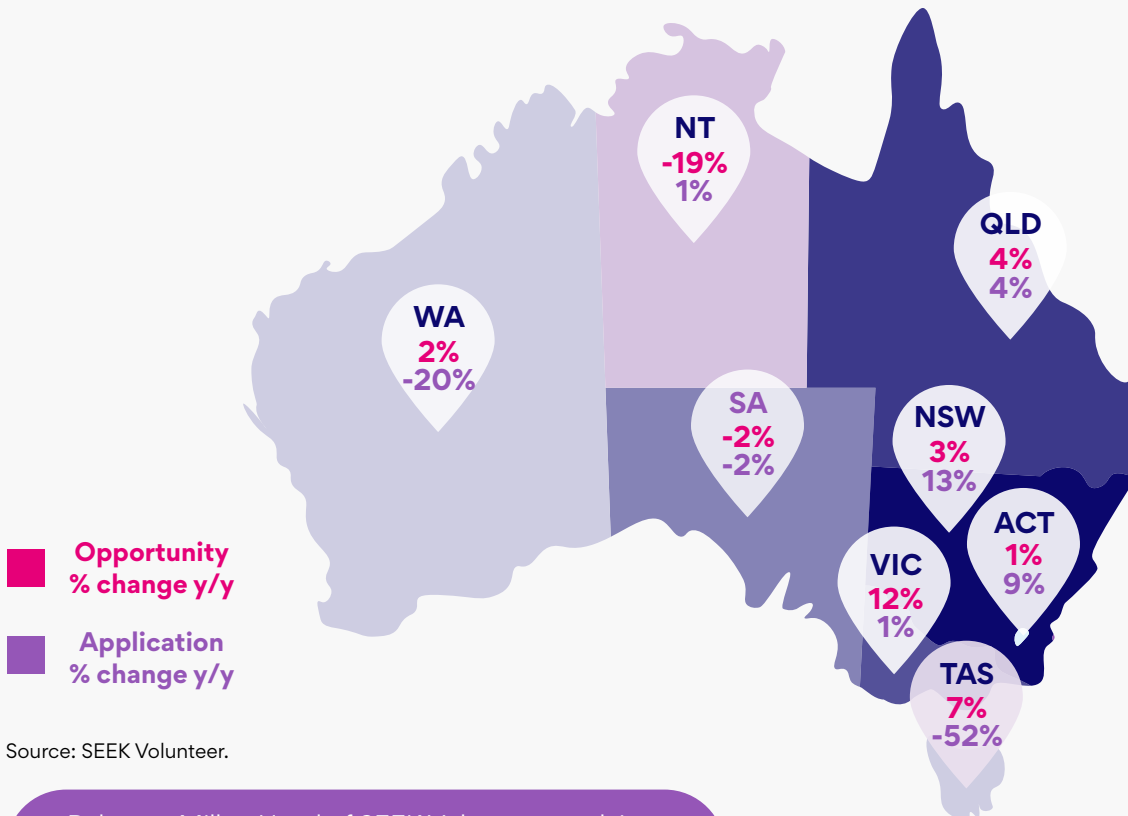 NT
-19%
1%
QLD
4%
4%
WA
2%
-20%
SA
-2%
-2%
NSW
3%
13%
ACT
1%
9%
VIC
12%
1%
TAS
7%
-52%
Opportunity
% change y/y
Application
% change y/y
Source: SEEK Volunteer.